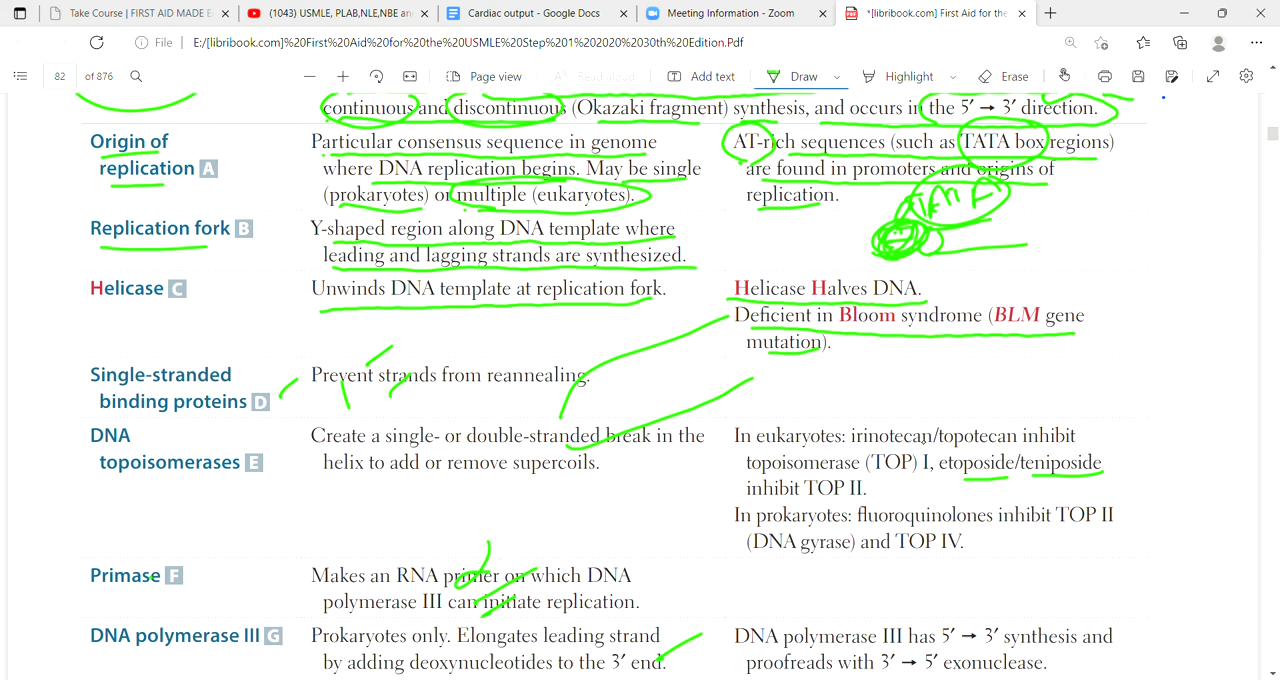 Take Course | FIRST AID MADE E
(1043) USMLE, PLAB,NLE,NBE an
Cardiac output - Google Docs
Meeting Information - Zoom
*[libribook.com] First Aid for the
File
E:/[libribook.com]%20First%20Aid%20for%20the%20USMLE%20Step%201%202020%2030th%20Edition.Pdf
82 of 876
Page view
Read aloud
Add text
Draw
Highlight
Erase
continuous and discontinuous (Okazaki fragment) synthesis, and occurs in the 5′ → 3′ direction.
Origin of
replication A
Particular consensus sequence in genome
where DNA replication begins. May be single
(prokaryotes) or multiple (eukaryotes).
AT-rich sequences (such as TATA box regions)
are found in promoters and origins of
replication.
Replication fork B
Y-shaped region along DNA template where
leading and lagging strands are synthesized.
Helicase C
Unwinds DNA template at replication fork.
Helicase Halves DNA.
Deficient in Bloom syndrome (BLM gene
mutation).
Single-stranded
binding proteins D
Prevent strands from reannealing.
DNA
topoisomerases E
Create a single- or double-stranded break in the
helix to add or remove supercoils.
In eukaryotes: irinotecan/topotecan inhibit
topoisomerase (TOP) I, etoposide/teniposide
inhibit TOP II.
In prokaryotes: fluoroquinolones inhibit TOP II
(DNA gyrase) and TOP IV.
Primase F
Makes an RNA primer on which DNA
polymerase III can initiate replication.
DNA polymerase III G
Prokaryotes only. Elongates leading strand
by adding deoxynucleotides to the 3′ end.
DNA polymerase III has 5′ → 3′ synthesis and
proofreads with 3′ → 5′ exonuclease.